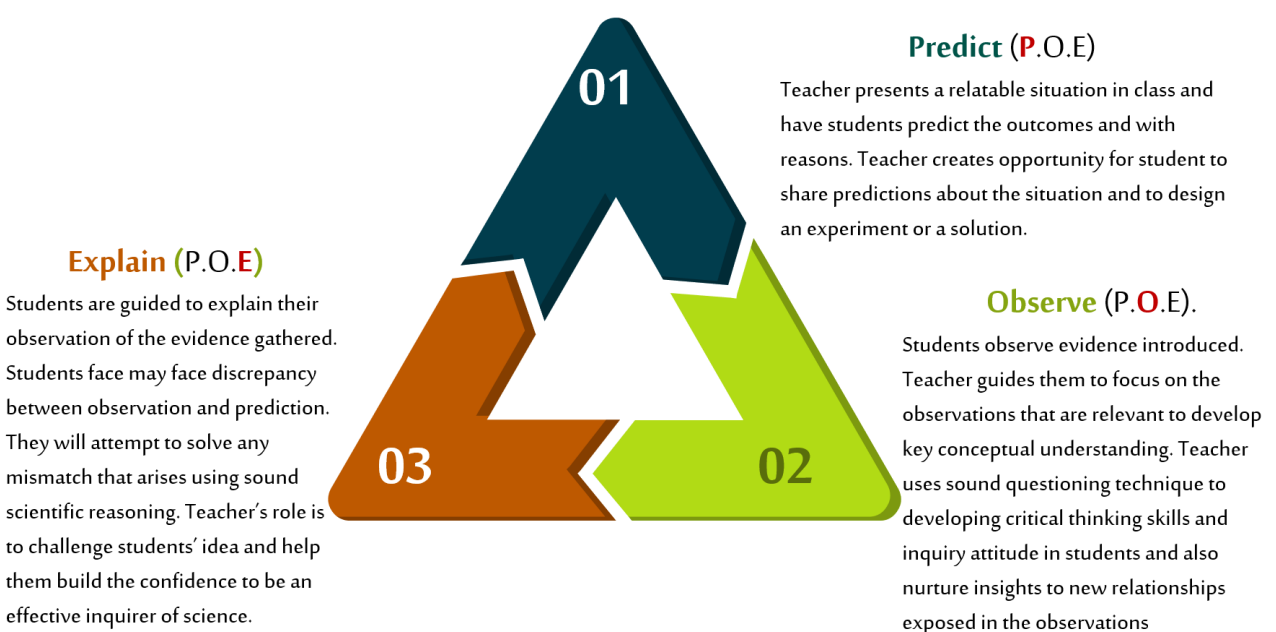 01
Predict (P.O.E)
Teacher presents a relatable situation in class and
have students predict the outcomes and with
reasons. Teacher creates opportunity for student to
share predictions about the situation and to design
an experiment or a solution.
02
Observe (P.O.E).
Students observe evidence introduced.
Teacher guides them to focus on the
observations that are relevant to develop
key conceptual understanding. Teacher
uses sound questioning technique to
developing critical thinking skills and
inquiry attitude in students and also
nurture insights to new relationships
exposed in the observations
03
Explain (P.O.E)
Students are guided to explain their
observation of the evidence gathered.
Students face may face discrepancy
between observation and prediction.
They will attempt to solve any
mismatch that arises using sound
scientific reasoning. Teacher’s role is
to challenge students’ idea and help
them build the confidence to be an
effective inquirer of science.